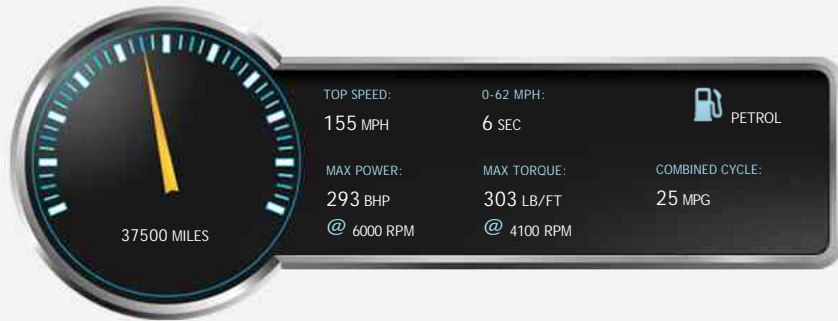 TOP SPEED:
155 MPH
0-62 MPH:
6 SEC
PETROL
MAX POWER:
293 BHP
@ 6000 RPM
MAX TORQUE:
303 LB/FT
@ 4100 RPM
COMBINED CYCLE:
25 MPG
37500 MILES